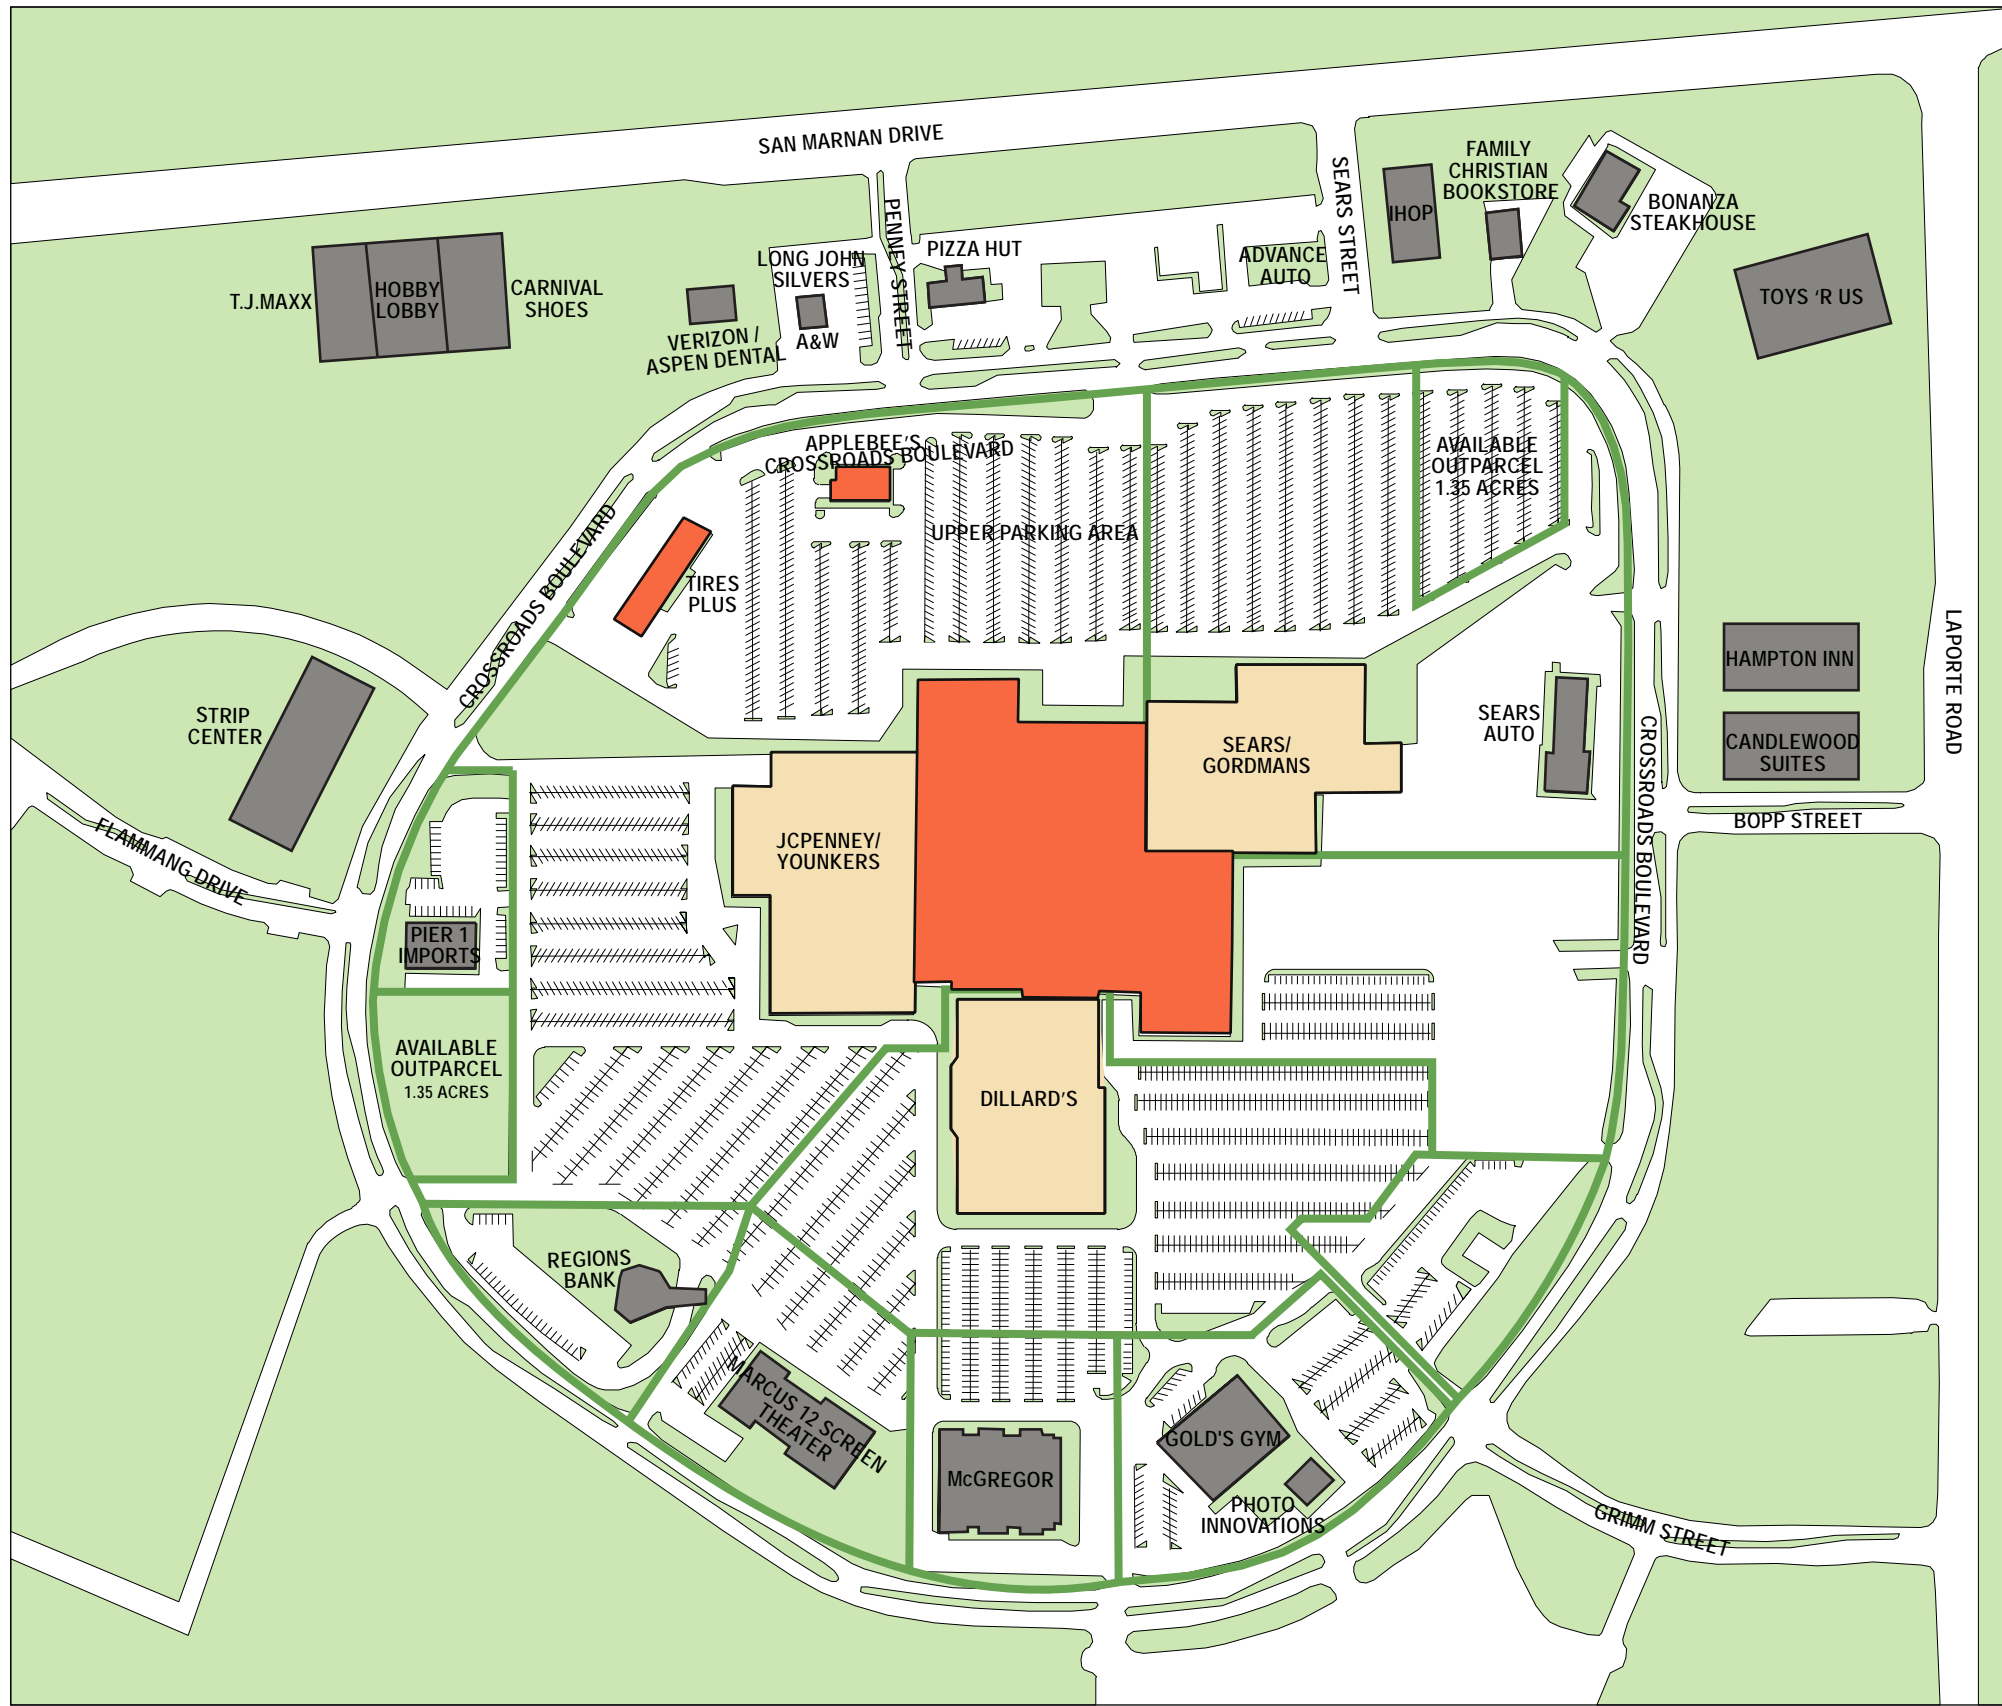 SAN MARNAN DRIVE
PENNEY STREET
SEARS STREET
FAMILY
CHRISTIAN
BOOKSTORE
IHOP
BONANZA
STEAKHOUSE
TOYS ‘R US
T.J.MAXX
HOBBY
LOBBY
CARNIVAL
SHOES
VERIZON /
ASPEN DENTAL
LONG JOHN
SILVERS
A&W
PIZZA HUT
ADVANCE
AUTO
APPLEBEE’S
CROSSROADS BOULEVARD
UPPER PARKING AREA
AVAILABLE
OUTPARCEL
1.35 ACRES
CROSSROADS BOULEVARD
TIRES
PLUS
STRIP
CENTER
FLAMMANG DRIVE
HAMPTON INN
CANDLEWOOD
SUITES
LAPORTE ROAD
SEARS
AUTO
CROSSROADS BOULEVARD
BOPP STREET
SEARS/
GORDMANS
JCPENNEY/
YOUNKERS
PIER 1
IMPORTS
AVAILABLE
OUTPARCEL
1.35 ACRES
DILLARD’S
REGIONS
BANK
MARCUS 12 SCREEN
THEATER
McGREGOR
GOLD'S GYM
PHOTO
INNOVATIONS
GRIMM STREET